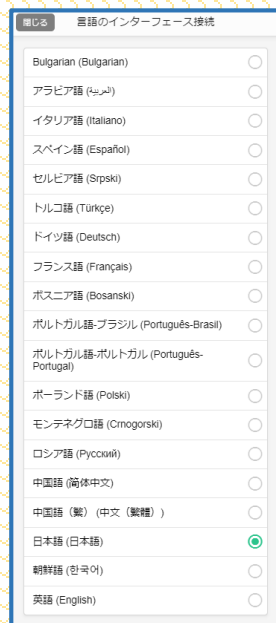 閉じる 言語のインターフェース接続
Bulgarian (Bulgarian)
アラビア語 (العربية)
イタリア語 (Italiano)
スペイン語 (Español)
セルビア語 (Srpski)
トルコ語 (Türkçe)
ドイツ語 (Deutsch)
フランス語 (Français)
ボスニア語 (Bosanski)
ポルトガル語-ブラジル (Português-Brasil)
ポルトガル語-ポルトガル (Português-
Portugal)
ポーランド語 (Polski)
モンテネグロ語 (Crnogorski)
ロシア語 (Русский)
中国語 (简体中文)
中国語（繁） (中文（繁體）)
日本語 (日本語)
朝鮮語 (한국어)
英語 (English)